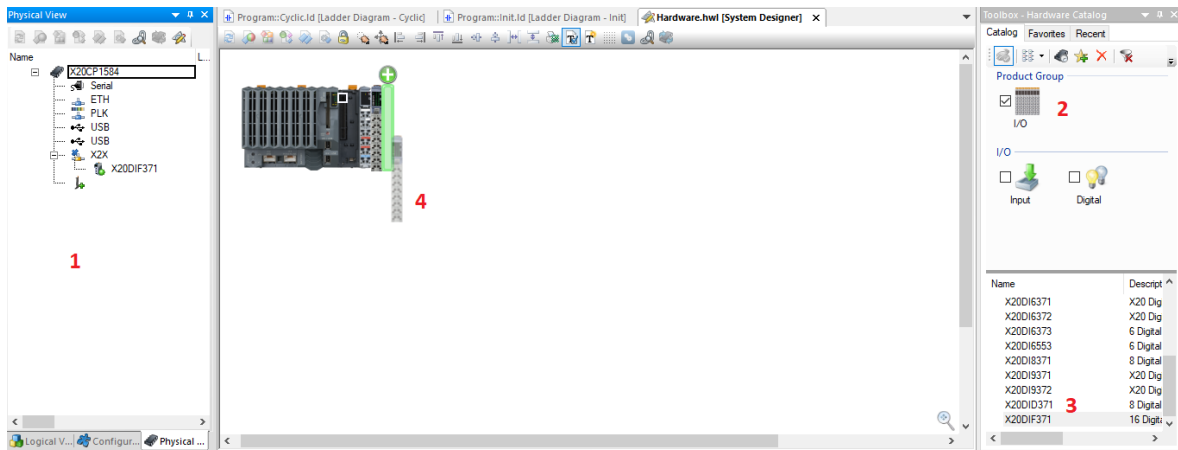 Physical View
Name
L...
X20CP1584
Serial
ETH
PLK
USB
USB
X2X
X20DIF371
1
Logical V...
Configur...
Physical ...
Program::Cyclic.ld [Ladder Diagram - Cyclic]
Program::Init.ld [Ladder Diagram - Init]
Hardware.hwl [System Designer]
4
Toolbox - Hardware Catalog
Catalog
Favorites
Recent
Product Group
2
I/O
I/O
Input
Digital
Name
Descript
X20DI6371
X20 Dig
X20DI6372
X20 Dig
X20DI6373
6 Digital
X20DI6553
6 Digital
X20DI8371
8 Digital
X20DI9371
X20 Dig
X20DI9372
X20 Dig
X20DID371
8 Digital
3
X20DIF371
16 Digita